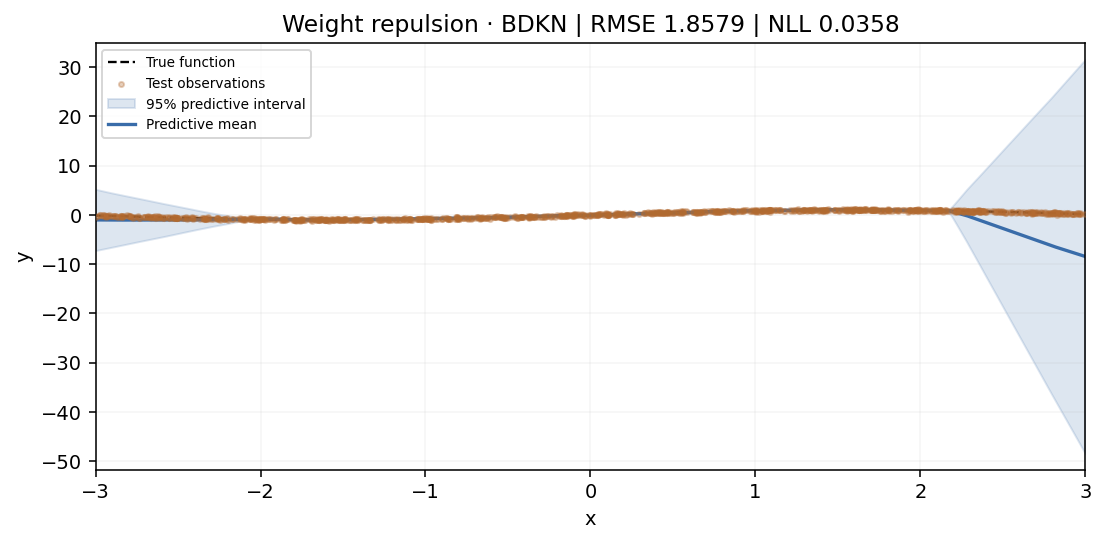 Weight repulsion · BDKN | RMSE 1.8579 | NLL 0.0358
True function
Test observations
95% predictive interval
Predictive mean
30
20
10
0
−10
−20
−30
−40
−50
y
−3
−2
−1
0
1
2
3
x